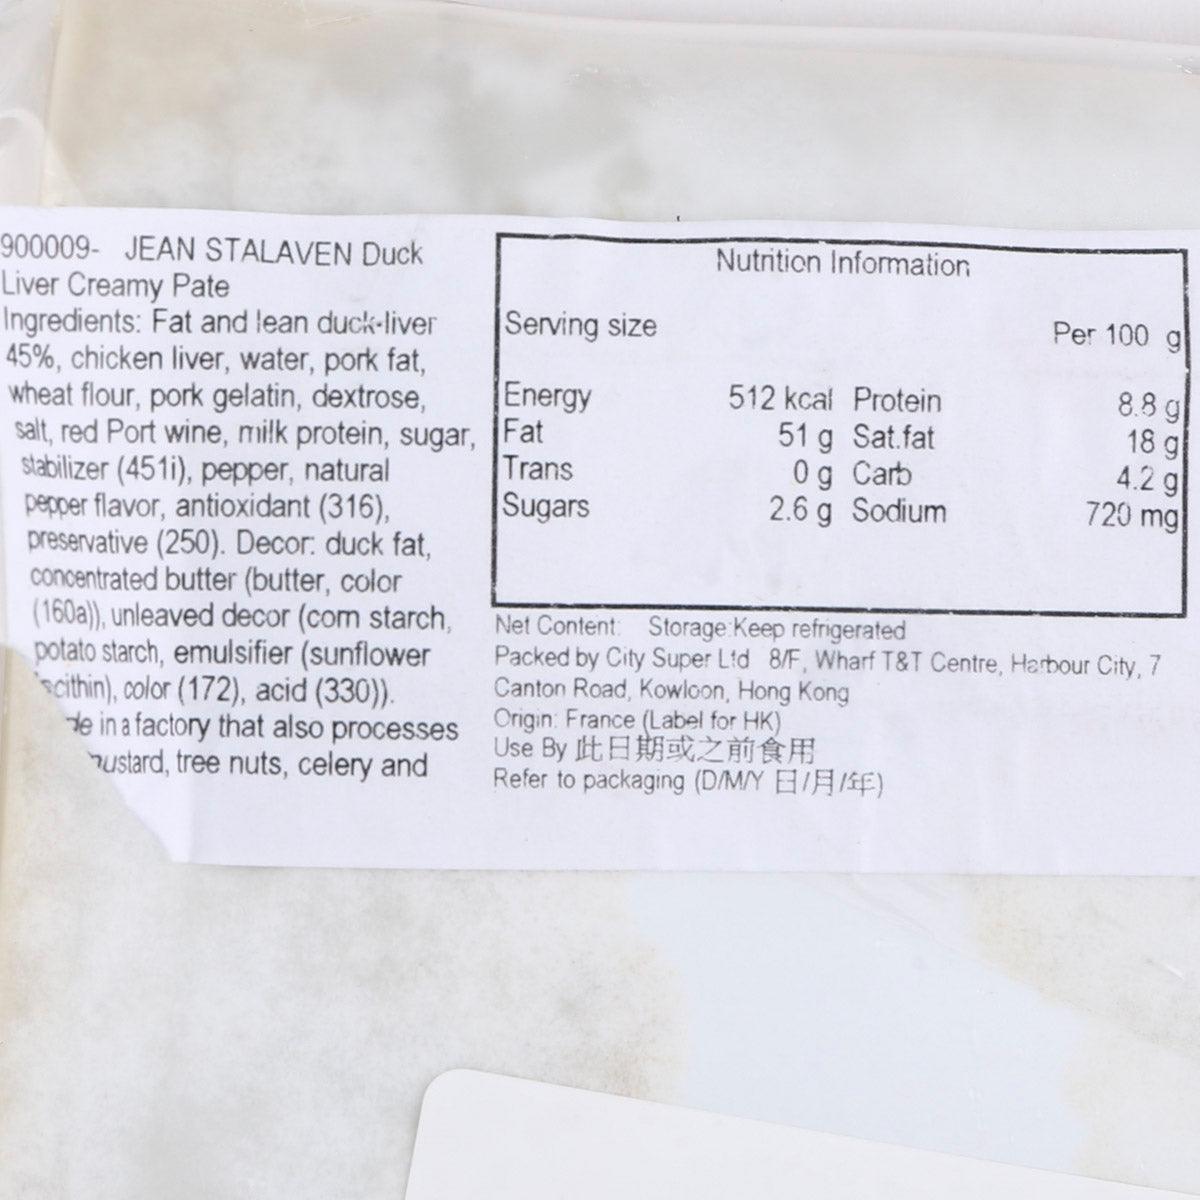 900009- JEAN STALAVEN Duck
Liver Creamy Pate
Ingredients: Fat and lean duck-liver
45%, chicken liver, water, pork fat,
wheat flour, pork gelatin, dextrose,
salt, red Port wine, milk protein, sugar,
stabilizer (451i), pepper, natural
pepper flavor, antioxidant (316),
preservative (250). Decor: duck fat,
concentrated butter (butter, color
(160a)), unleaved decor (corn starch,
potato starch, emulsifier (sunflower
ecithin), color (172), acid (330)).
de in a factory that also processes
mustard, tree nuts, celery and
Nutrition Information
Serving size Per 100 g
Energy 512 kcal Protein 8.8 g
Fat 51 g Sat.fat 18 g
Trans 0 g Carb 4.2 g
Sugars 2.6 g Sodium 720 mg
Net Content: Storage:Keep refrigerated
Packed by City Super Ltd 8/F, Wharf T&T Centre, Harbour City, 7
Canton Road, Kowloon, Hong Kong
Origin: France (Label for HK)
Use By 此日期或之前食用
Refer to packaging (D/M/Y 日/月/年)